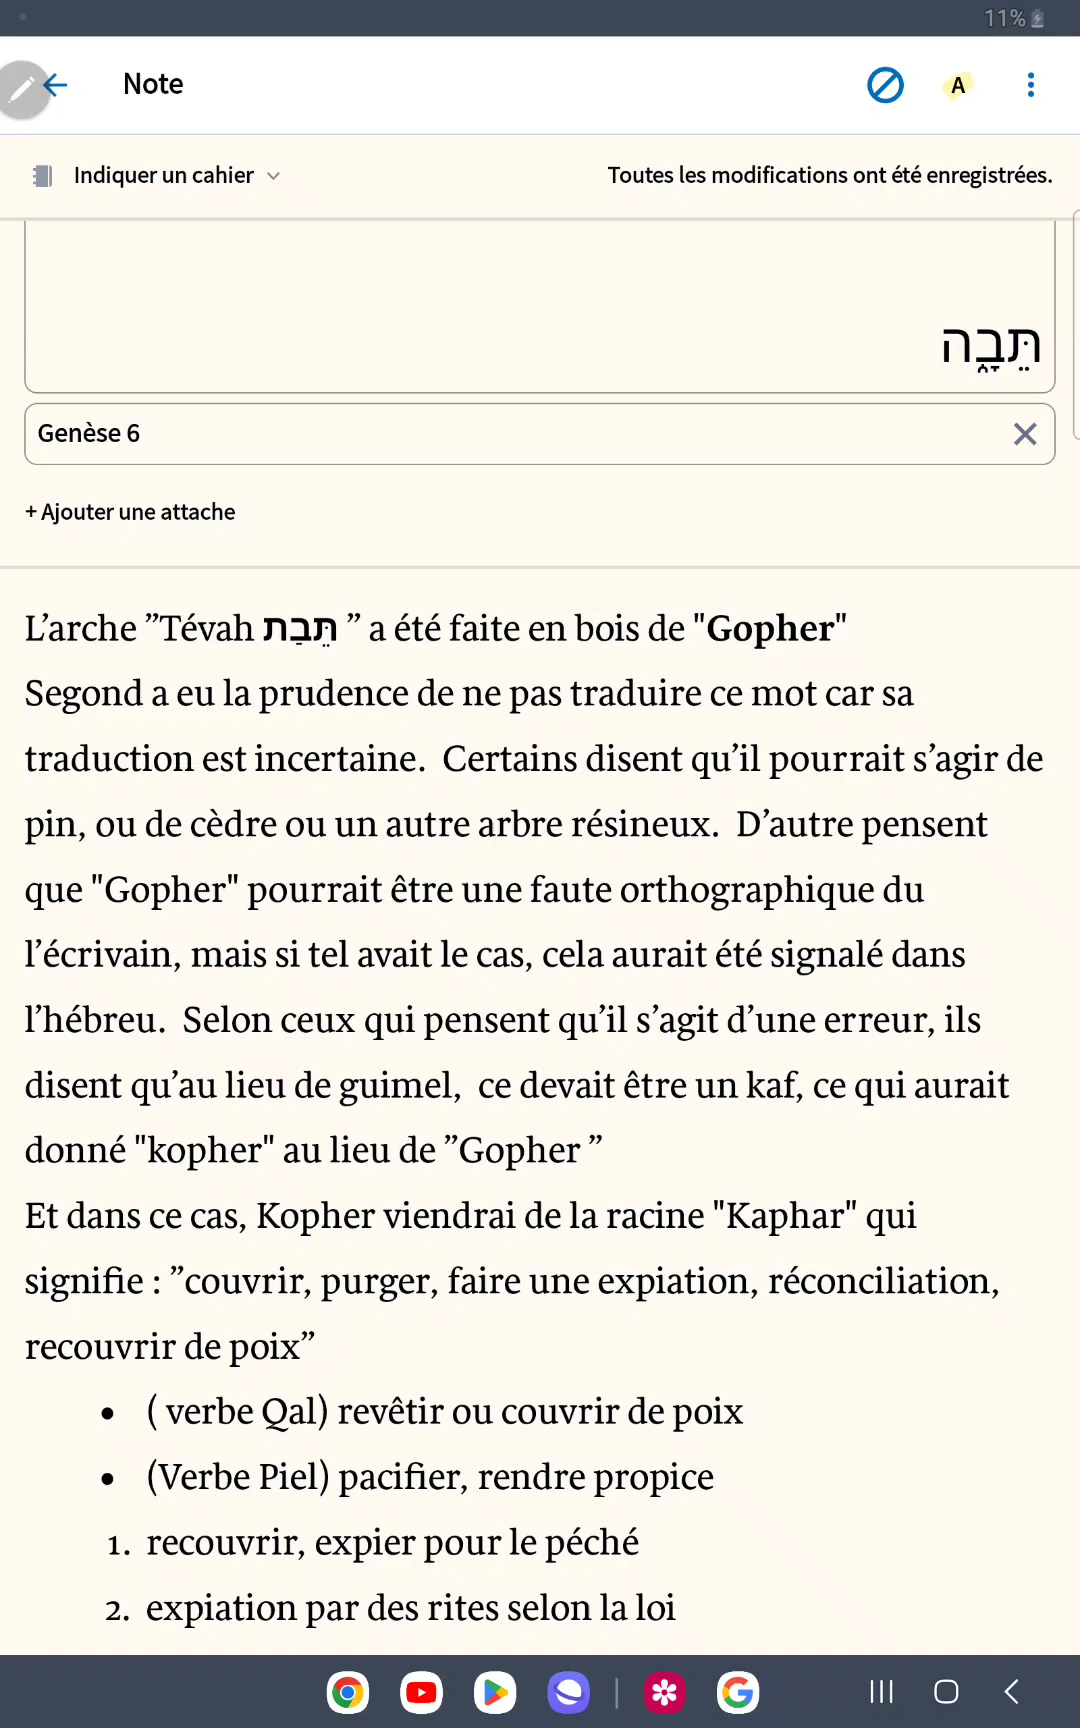 11%
Note
A
Indiquer un cahier
Toutes les modifications ont été enregistrées.
תֵּבָ֑ה
Genèse 6
+ Ajouter une attache
L’arche ”Tévah תֵּבַת ” a été faite en bois de "Gopher"
Segond a eu la prudence de ne pas traduire ce mot car sa
traduction est incertaine.  Certains disent qu’il pourrait s’agir de
pin, ou de cèdre ou un autre arbre résineux.  D’autre pensent
que "Gopher" pourrait être une faute orthographique du
l’écrivain, mais si tel avait le cas, cela aurait été signalé dans
l’hébreu.  Selon ceux qui pensent qu’il s’agit d’une erreur, ils
disent qu’au lieu de guimel,  ce devait être un kaf, ce qui aurait
donné "kopher" au lieu de ”Gopher ”
Et dans ce cas, Kopher viendrai de la racine "Kaphar" qui
signifie : ”couvrir, purger, faire une expiation, réconciliation,
recouvrir de poix”
• ( verbe Qal) revêtir ou couvrir de poix
• (Verbe Piel) pacifier, rendre propice
1. recouvrir, expier pour le péché
2. expiation par des rites selon la loi